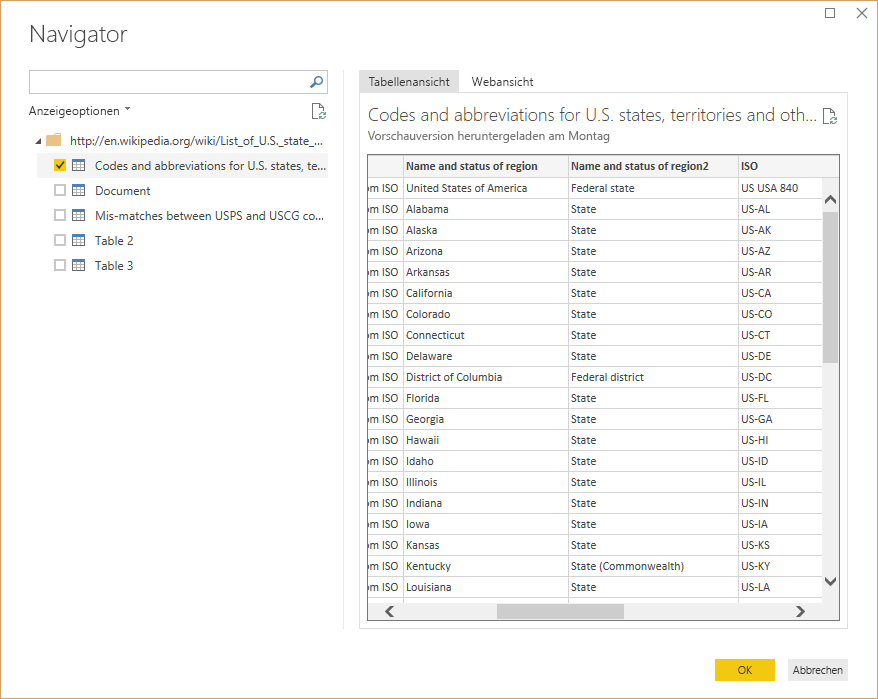 Navigator
Anzeigeoptionen
http://en.wikipedia.org/wiki/List_of_U.S._state_...
Codes and abbreviations for U.S. states, te...
Document
Mis-matches between USPS and USCG co...
Table 2
Table 3
Tabellenansicht Webansicht
Codes and abbreviations for U.S. states, territories and oth...
Vorschauversion heruntergeladen am Montag
Name and status of region Name and status of region2 ISO
om ISO United States of America Federal state US USA 840
om ISO Alabama State US-AL
om ISO Alaska State US-AK
om ISO Arizona State US-AZ
om ISO Arkansas State US-AR
om ISO California State US-CA
om ISO Colorado State US-CO
om ISO Connecticut State US-CT
om ISO Delaware State US-DE
om ISO District of Columbia Federal district US-DC
om ISO Florida State US-FL
om ISO Georgia State US-GA
om ISO Hawaii State US-HI
om ISO Idaho State US-ID
om ISO Illinois State US-IL
om ISO Indiana State US-IN
om ISO Iowa State US-IA
om ISO Kansas State US-KS
om ISO Kentucky State (Commonwealth) US-KY
om ISO Louisiana State US-LA
OK Abbrechen